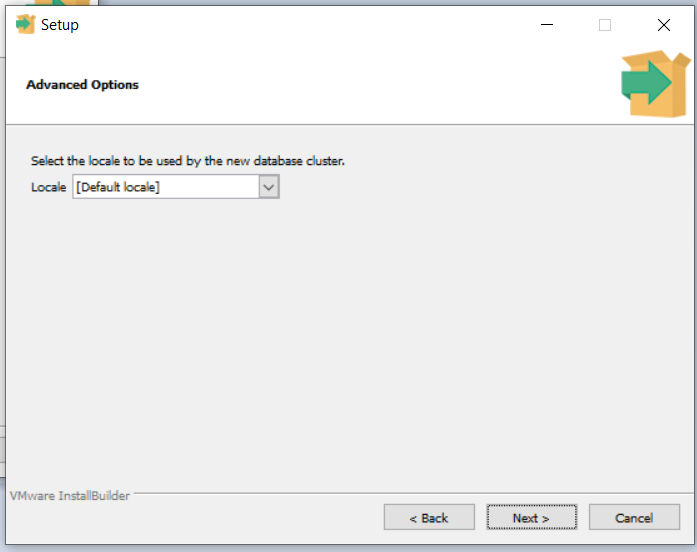 Setup
Advanced Options
Select the locale to be used by the new database cluster.
Locale [Default locale]
VMware InstallBuilder
< Back Next > Cancel